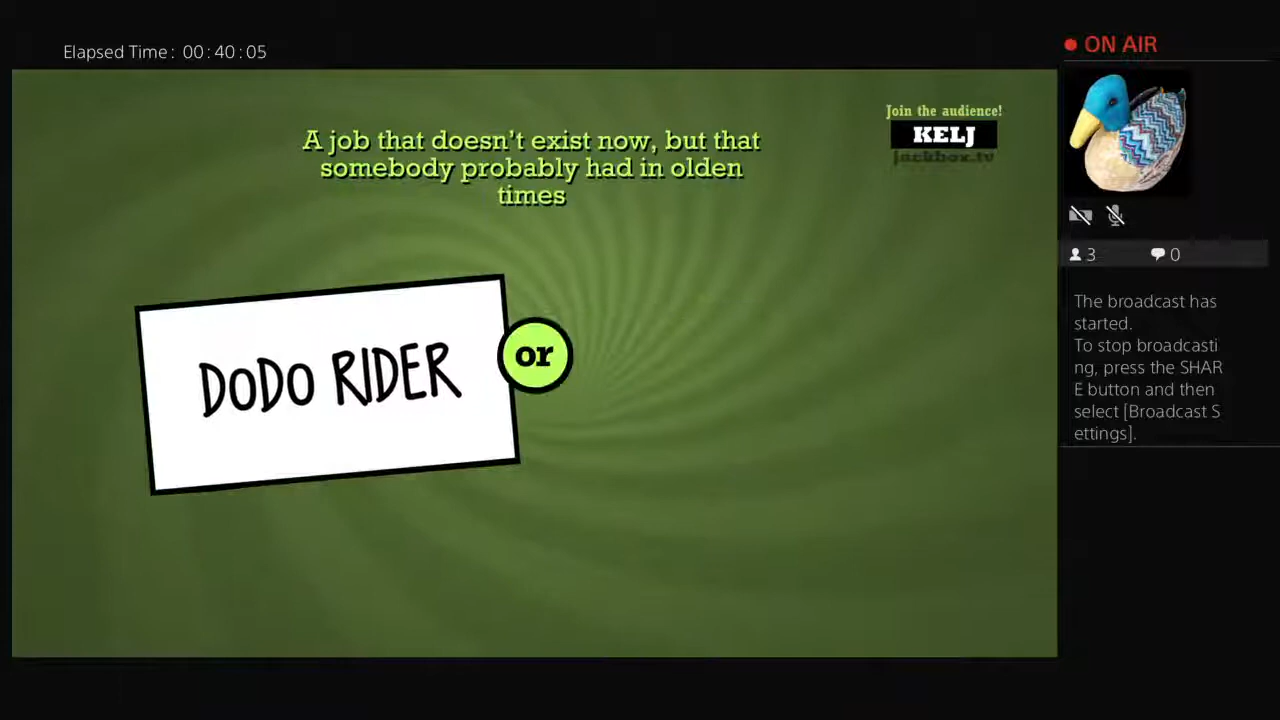 Elapsed Time: 00:40:05
ON AIR
Join the audience!
KELJ
jackbox.tv
A job that doesn't exist now, but that
somebody probably had in olden
times
DODO RIDER
or
3
0
The broadcast has
started.
To stop broadcasti
ng, press the SHAR
E button and then
select [Broadcast S
ettings].